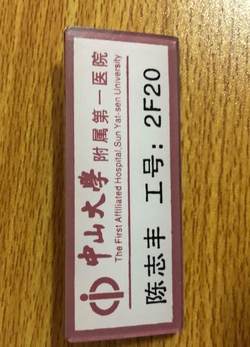 中山大學 附属第一医院
The First Affiliated Hospital, Sun Yat-sen University
陈志丰 工号：2F20